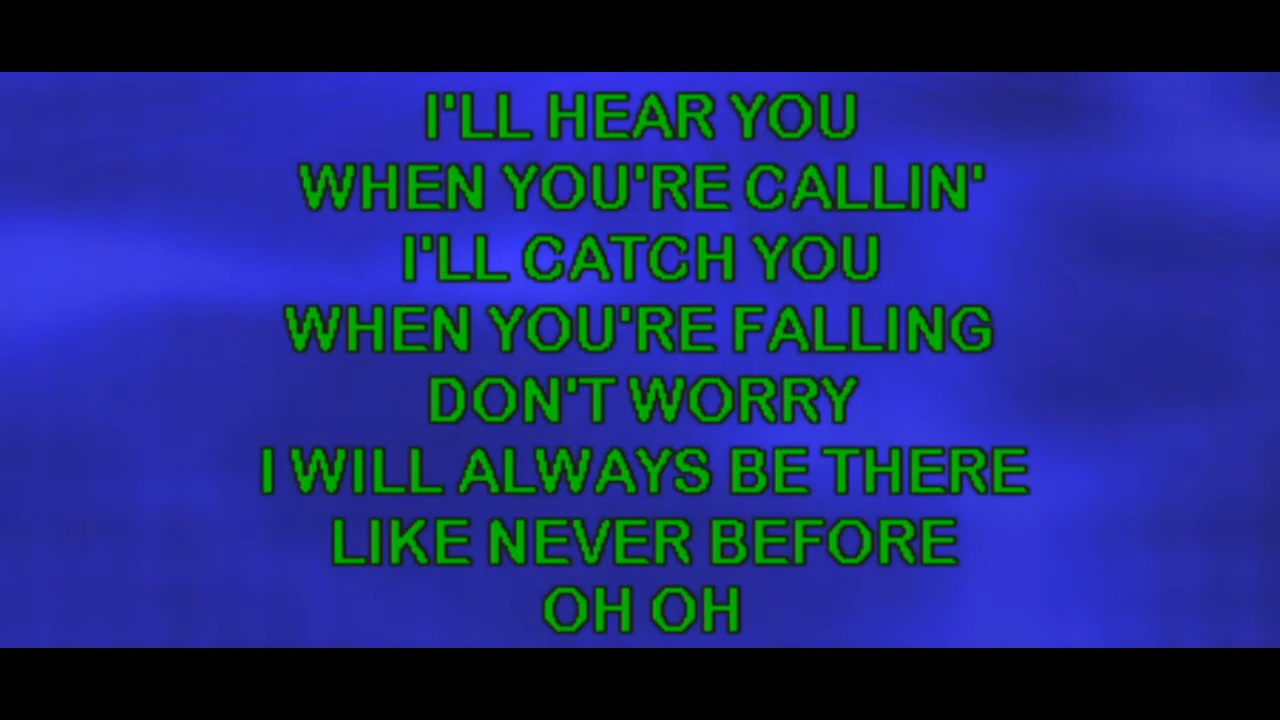 I'LL HEAR YOU
WHEN YOU'RE CALLIN'
I'LL CATCH YOU
WHEN YOU'RE FALLING
DON'T WORRY
I WILL ALWAYS BE THERE
LIKE NEVER BEFORE
OH OH